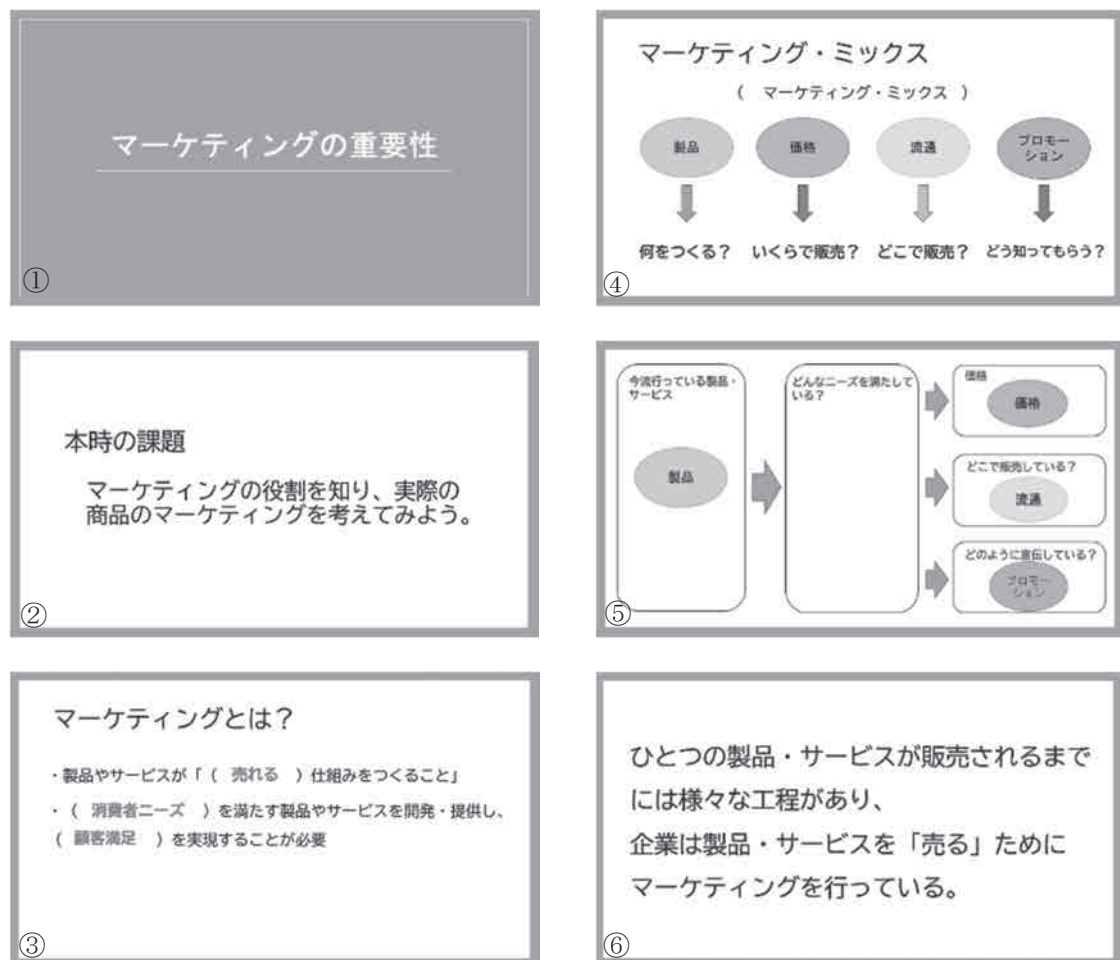 マーケティングの重要性
①
本時の課題
マーケティングの役割を知り、実際の
商品のマーケティングを考えてみよう。
②
マーケティングとは？
・製品やサービスが「（ 売れる ）仕組みをつくること」
・（ 消費者ニーズ ）を満たす製品やサービスを開発・提供し、
（ 顧客満足 ）を実現することが必要
③
マーケティング・ミックス
（ マーケティング・ミックス ）
製品 価格 流通 プロモー
ション
何をつくる？ いくらで販売？ どこで販売？ どう知ってもらう？
④
今流行っている製品・
サービス
製品
どんなニーズを満たして
いる？
価格
価格
どこで販売している？
流通
どのように宣伝している？
プロモー
ション
⑤
ひとつの製品・サービスが販売されるまで
には様々な工程があり、
企業は製品・サービスを「売る」ために
マーケティングを行っている。
⑥